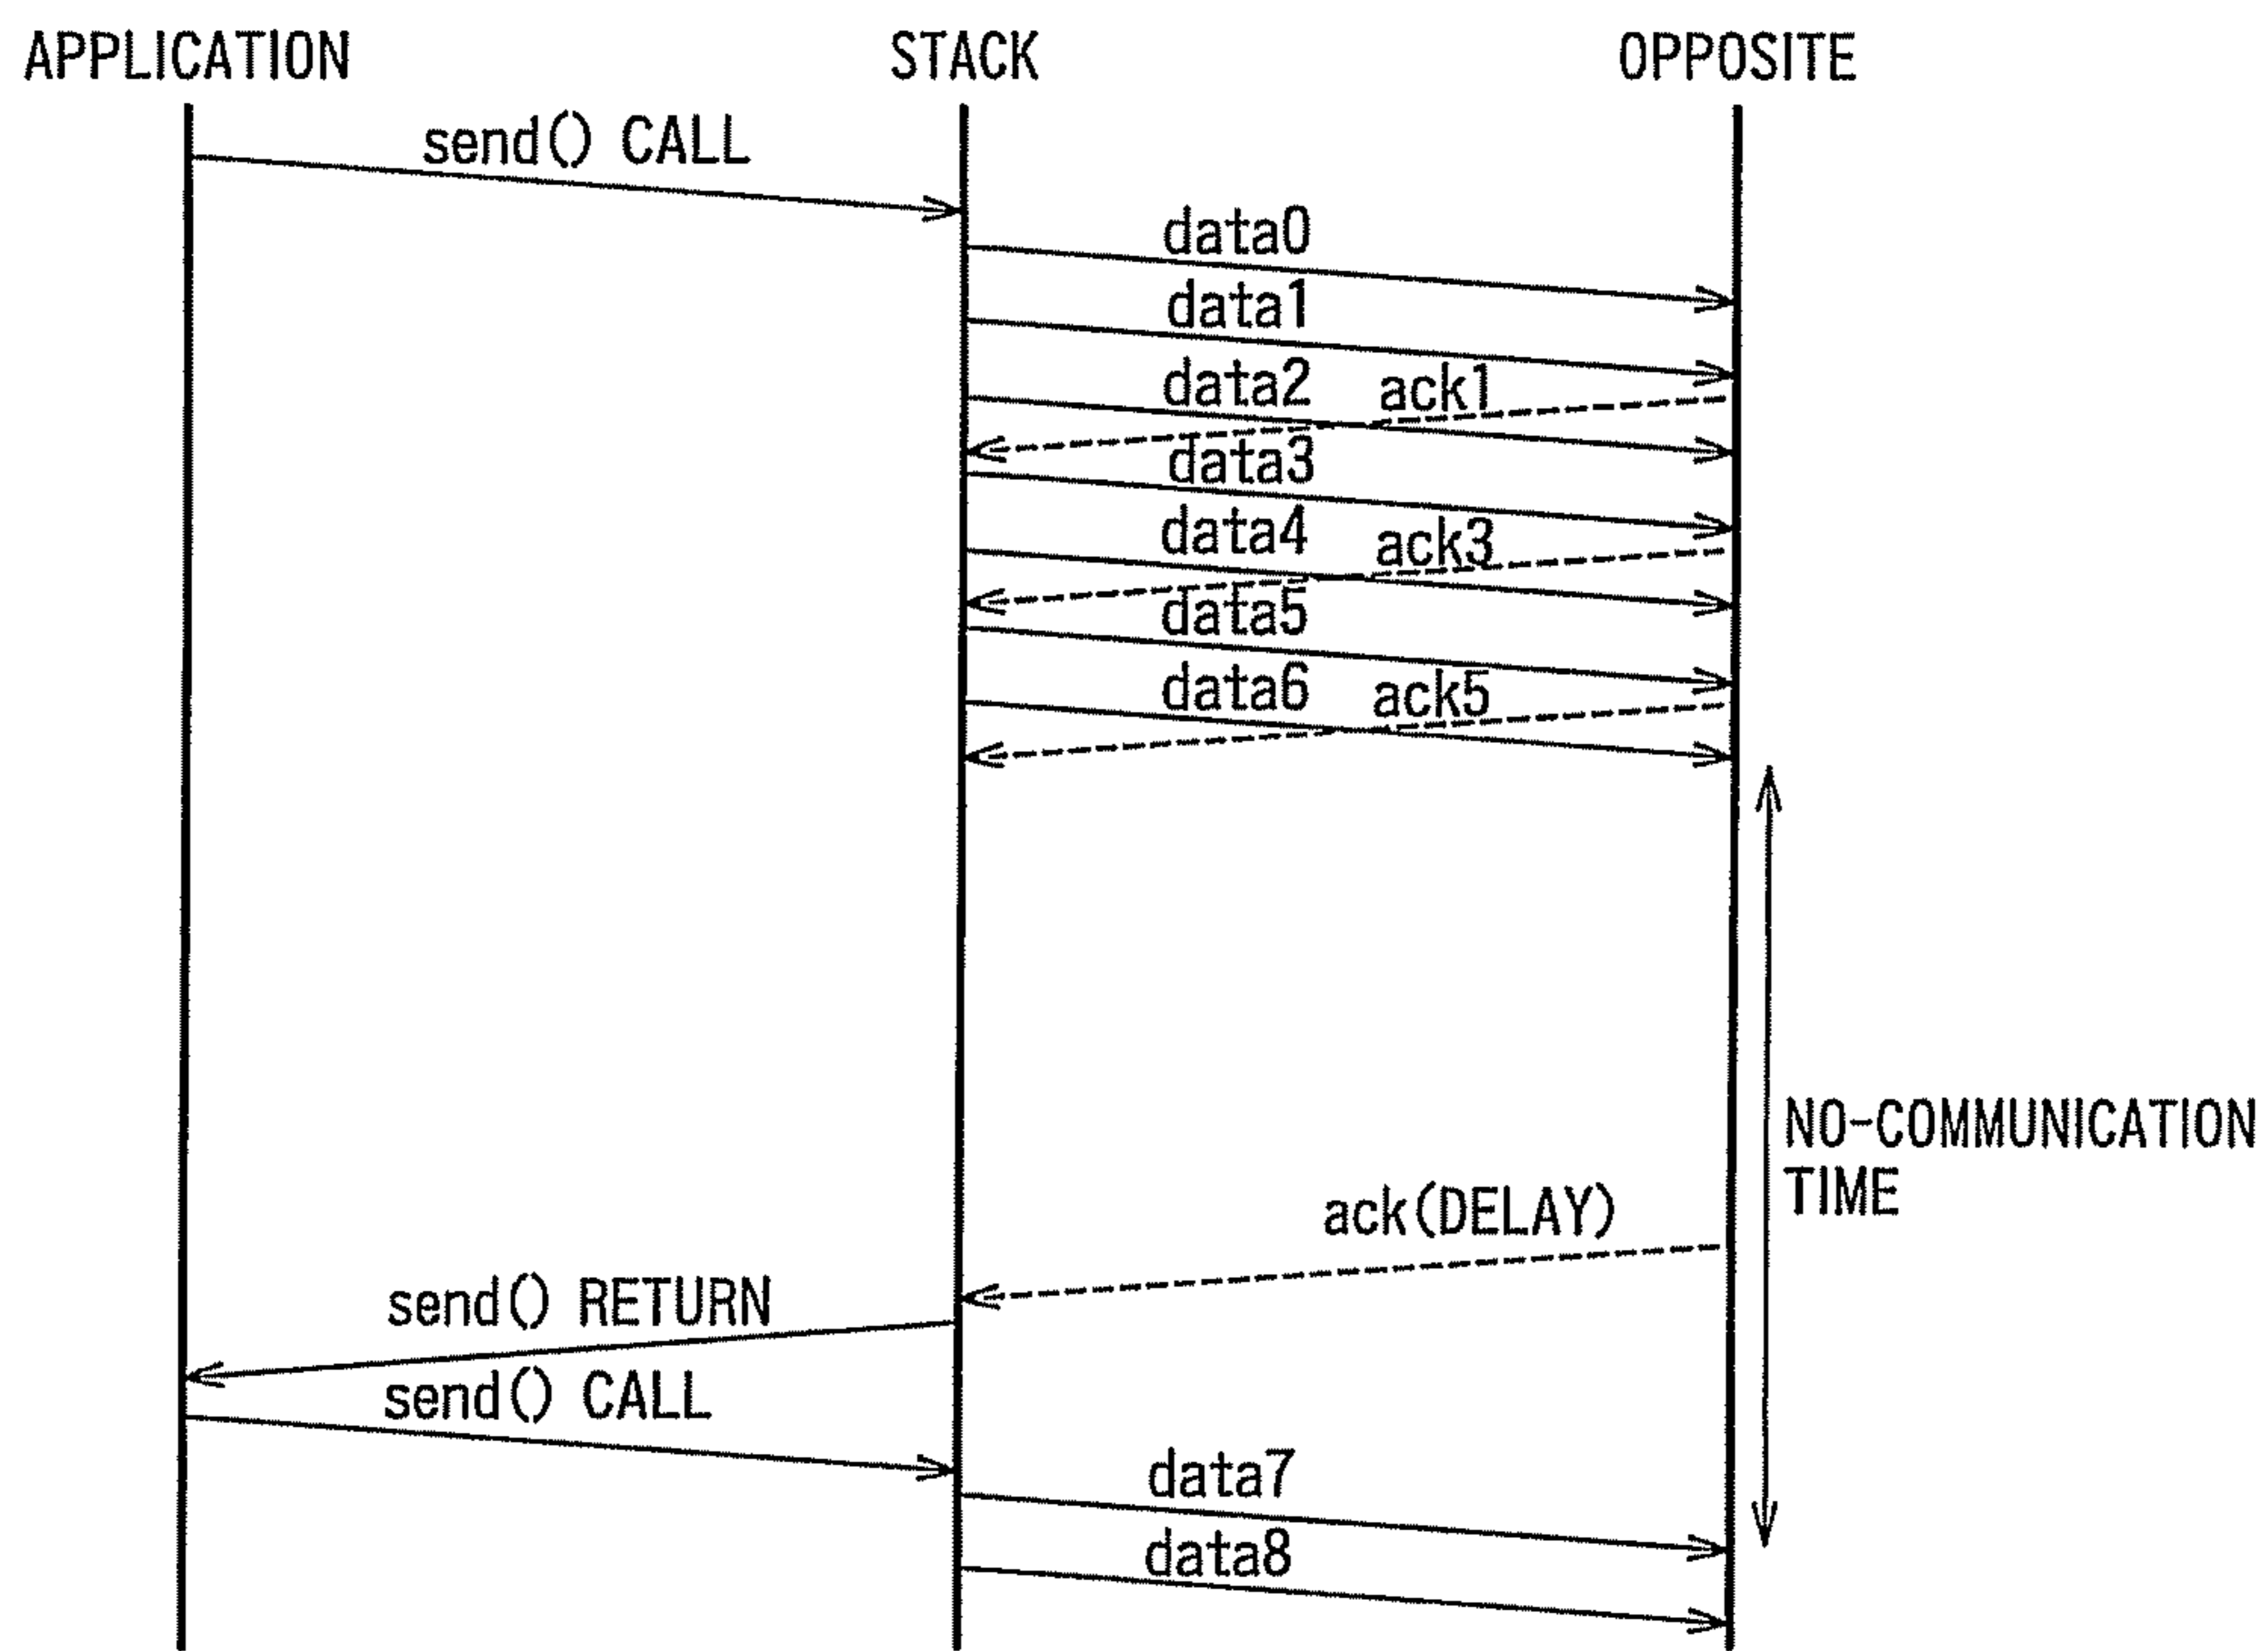 APPLICATION STACK OPPOSITE
send() CALL
data0
data1
data2 ack1
data3
data4 ack3
data5
data6 ack5
NO-COMMUNICATION
TIME
ack(DELAY)
send() RETURN
send() CALL
data7
data8